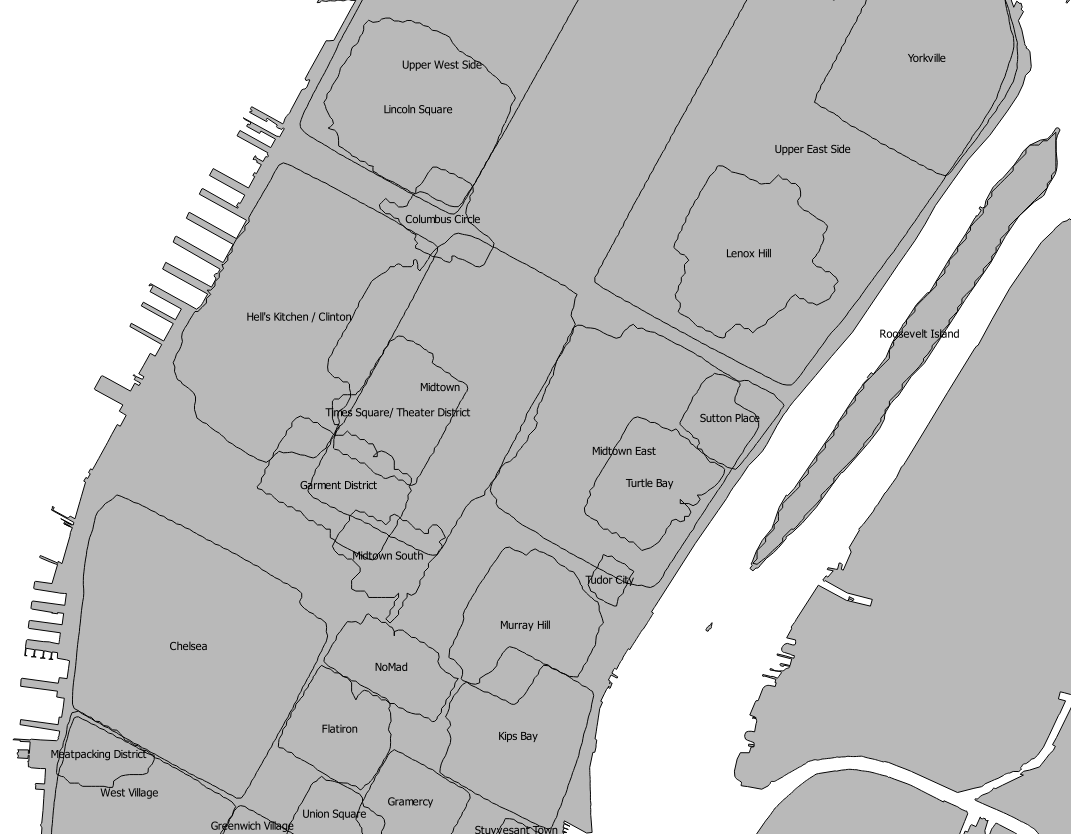 Yorkville
Upper West Side
Lincoln Square
Upper East Side
Columbus Circle
Lenox Hill
Hell's Kitchen / Clinton
Roosevelt Island
Midtown
Times Square/ Theater District
Sutton Place
Midtown East
Garment District
Turtle Bay
Midtown South
Tudor City
Murray Hill
Chelsea
NoMad
Flatiron
Kips Bay
Meatpacking District
West Village
Gramercy
Union Square
Greenwich Village
Stuyvesant Town